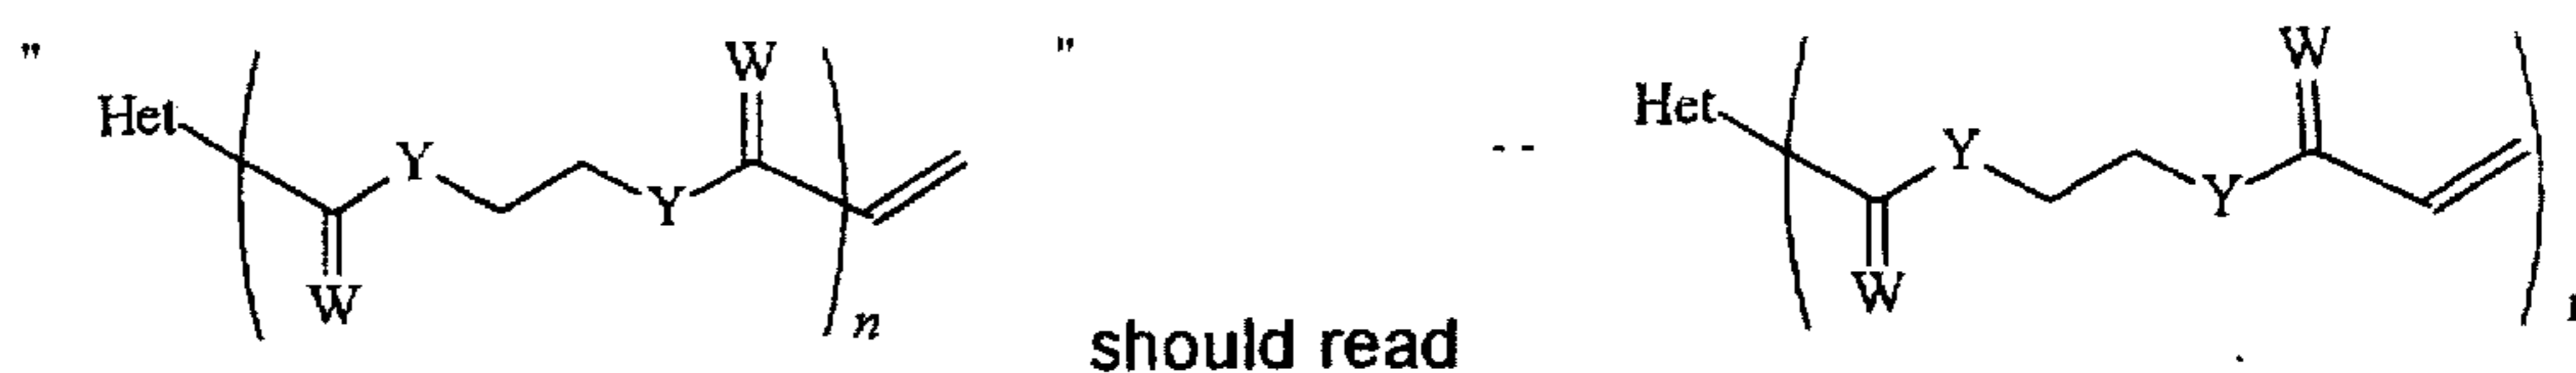 " Het W Y Y W n "
should read
-- Het W Y Y W